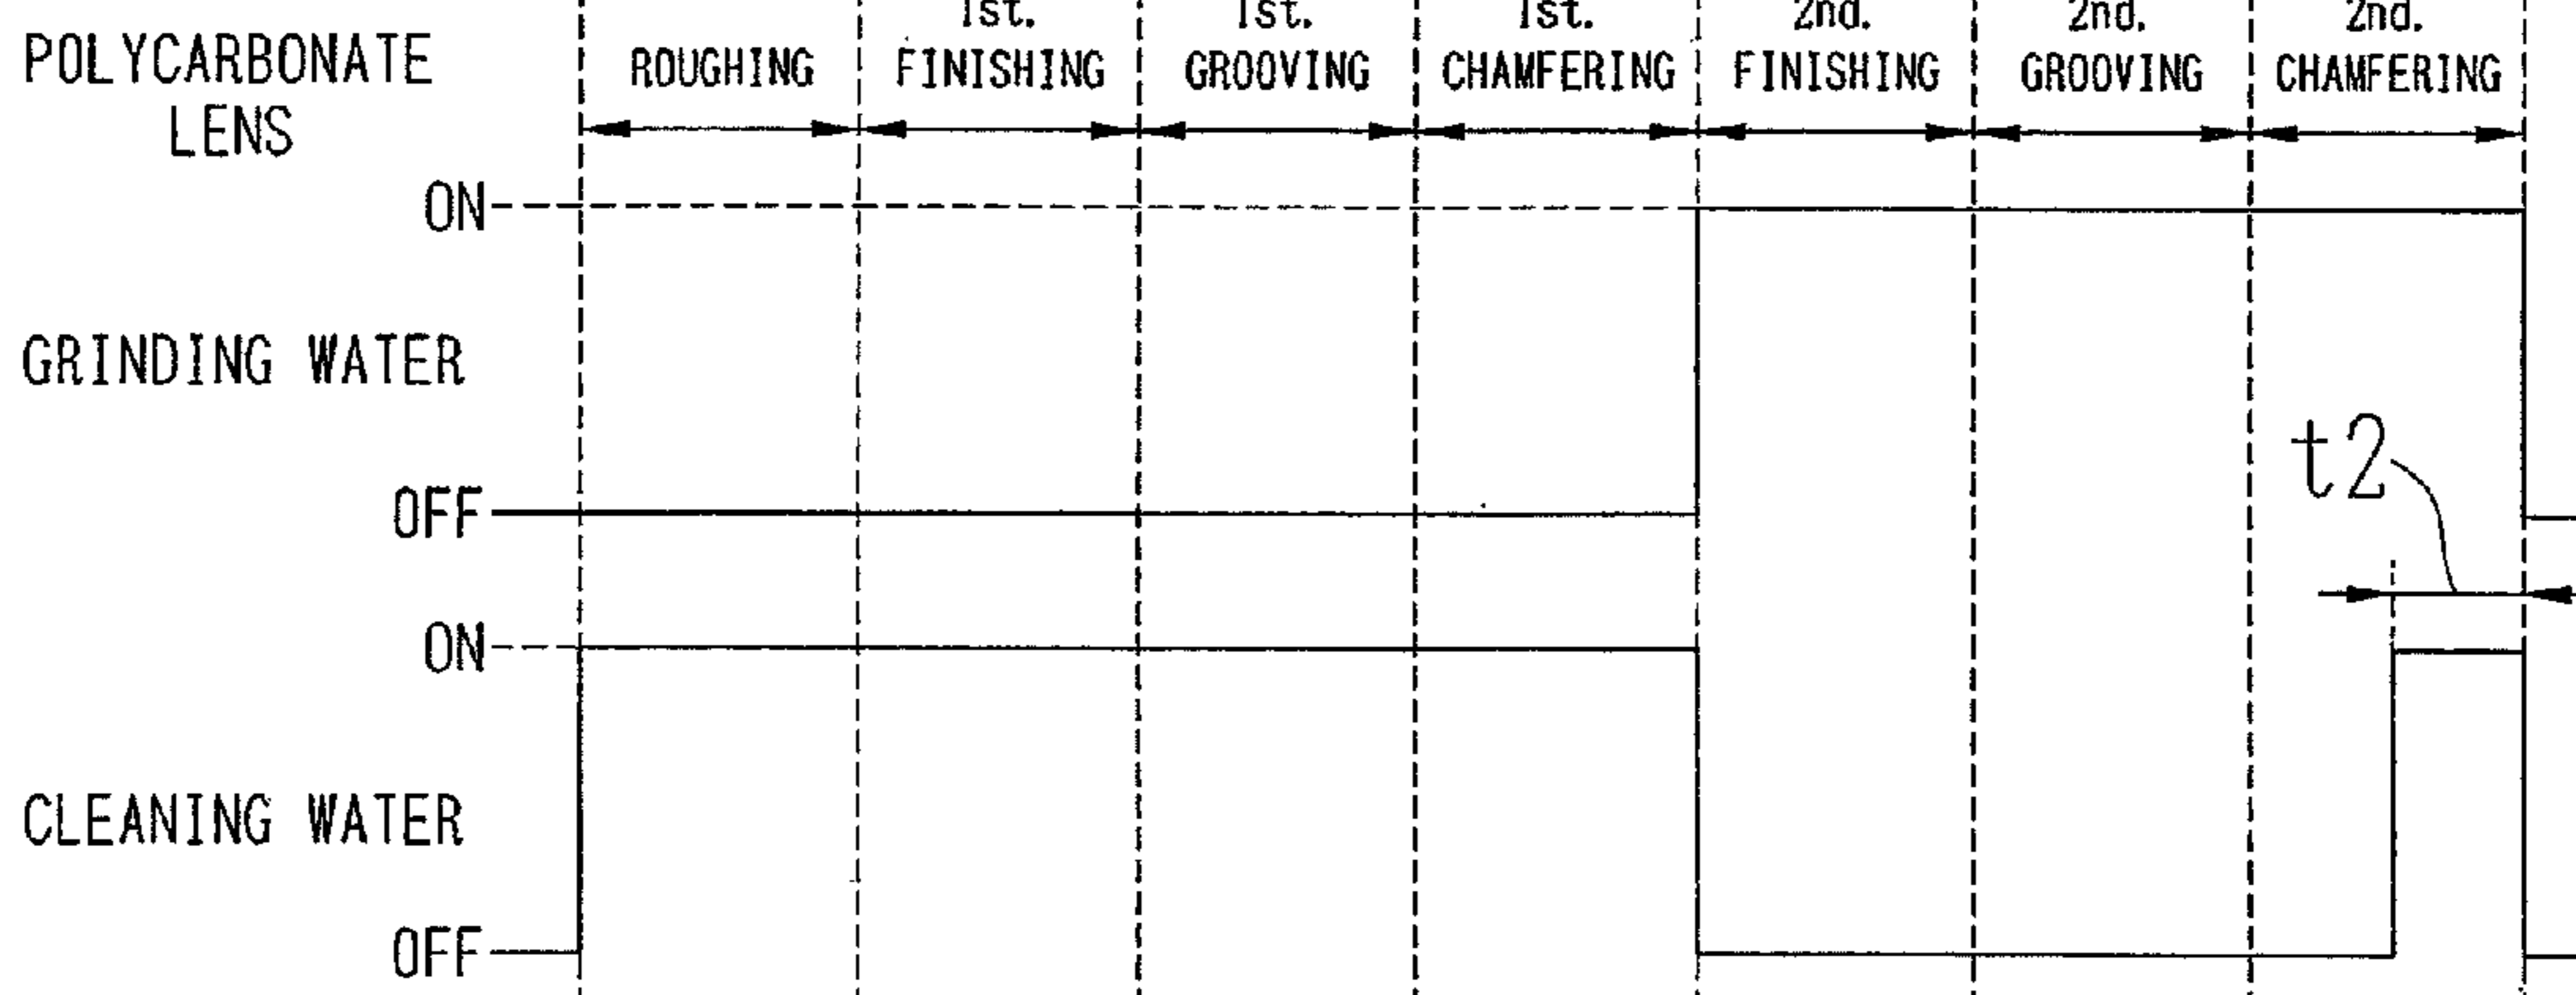 POLYCARBONATE
LENS
ROUGHING
1st.
FINISHING
1st.
GROOVING
1st.
CHAMFERING
2nd.
FINISHING
2nd.
GROOVING
2nd.
CHAMFERING
ON
GRINDING WATER
OFF
t2
ON
CLEANING WATER
OFF